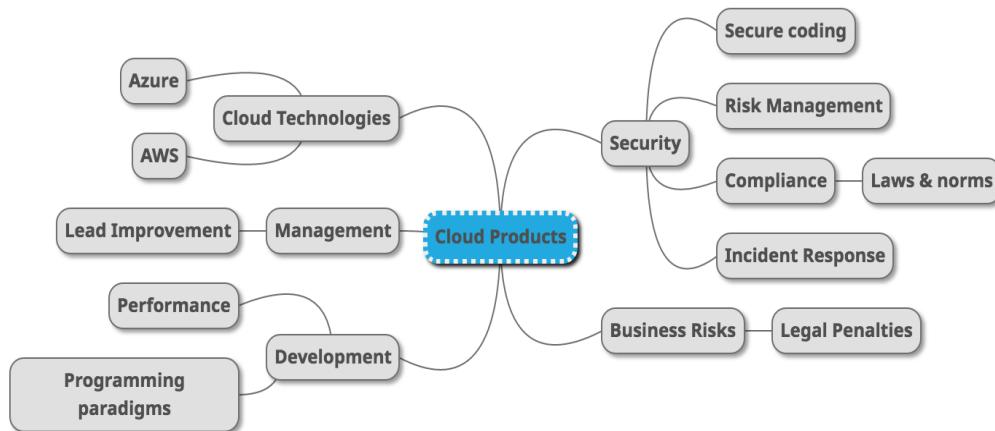 Secure coding
Azure
Risk Management
Cloud Technologies
Security
AWS
Compliance
Laws & norms
Lead Improvement
Management
Cloud Products
Incident Response
Performance
Business Risks
Legal Penalties
Development
Programming
paradigms